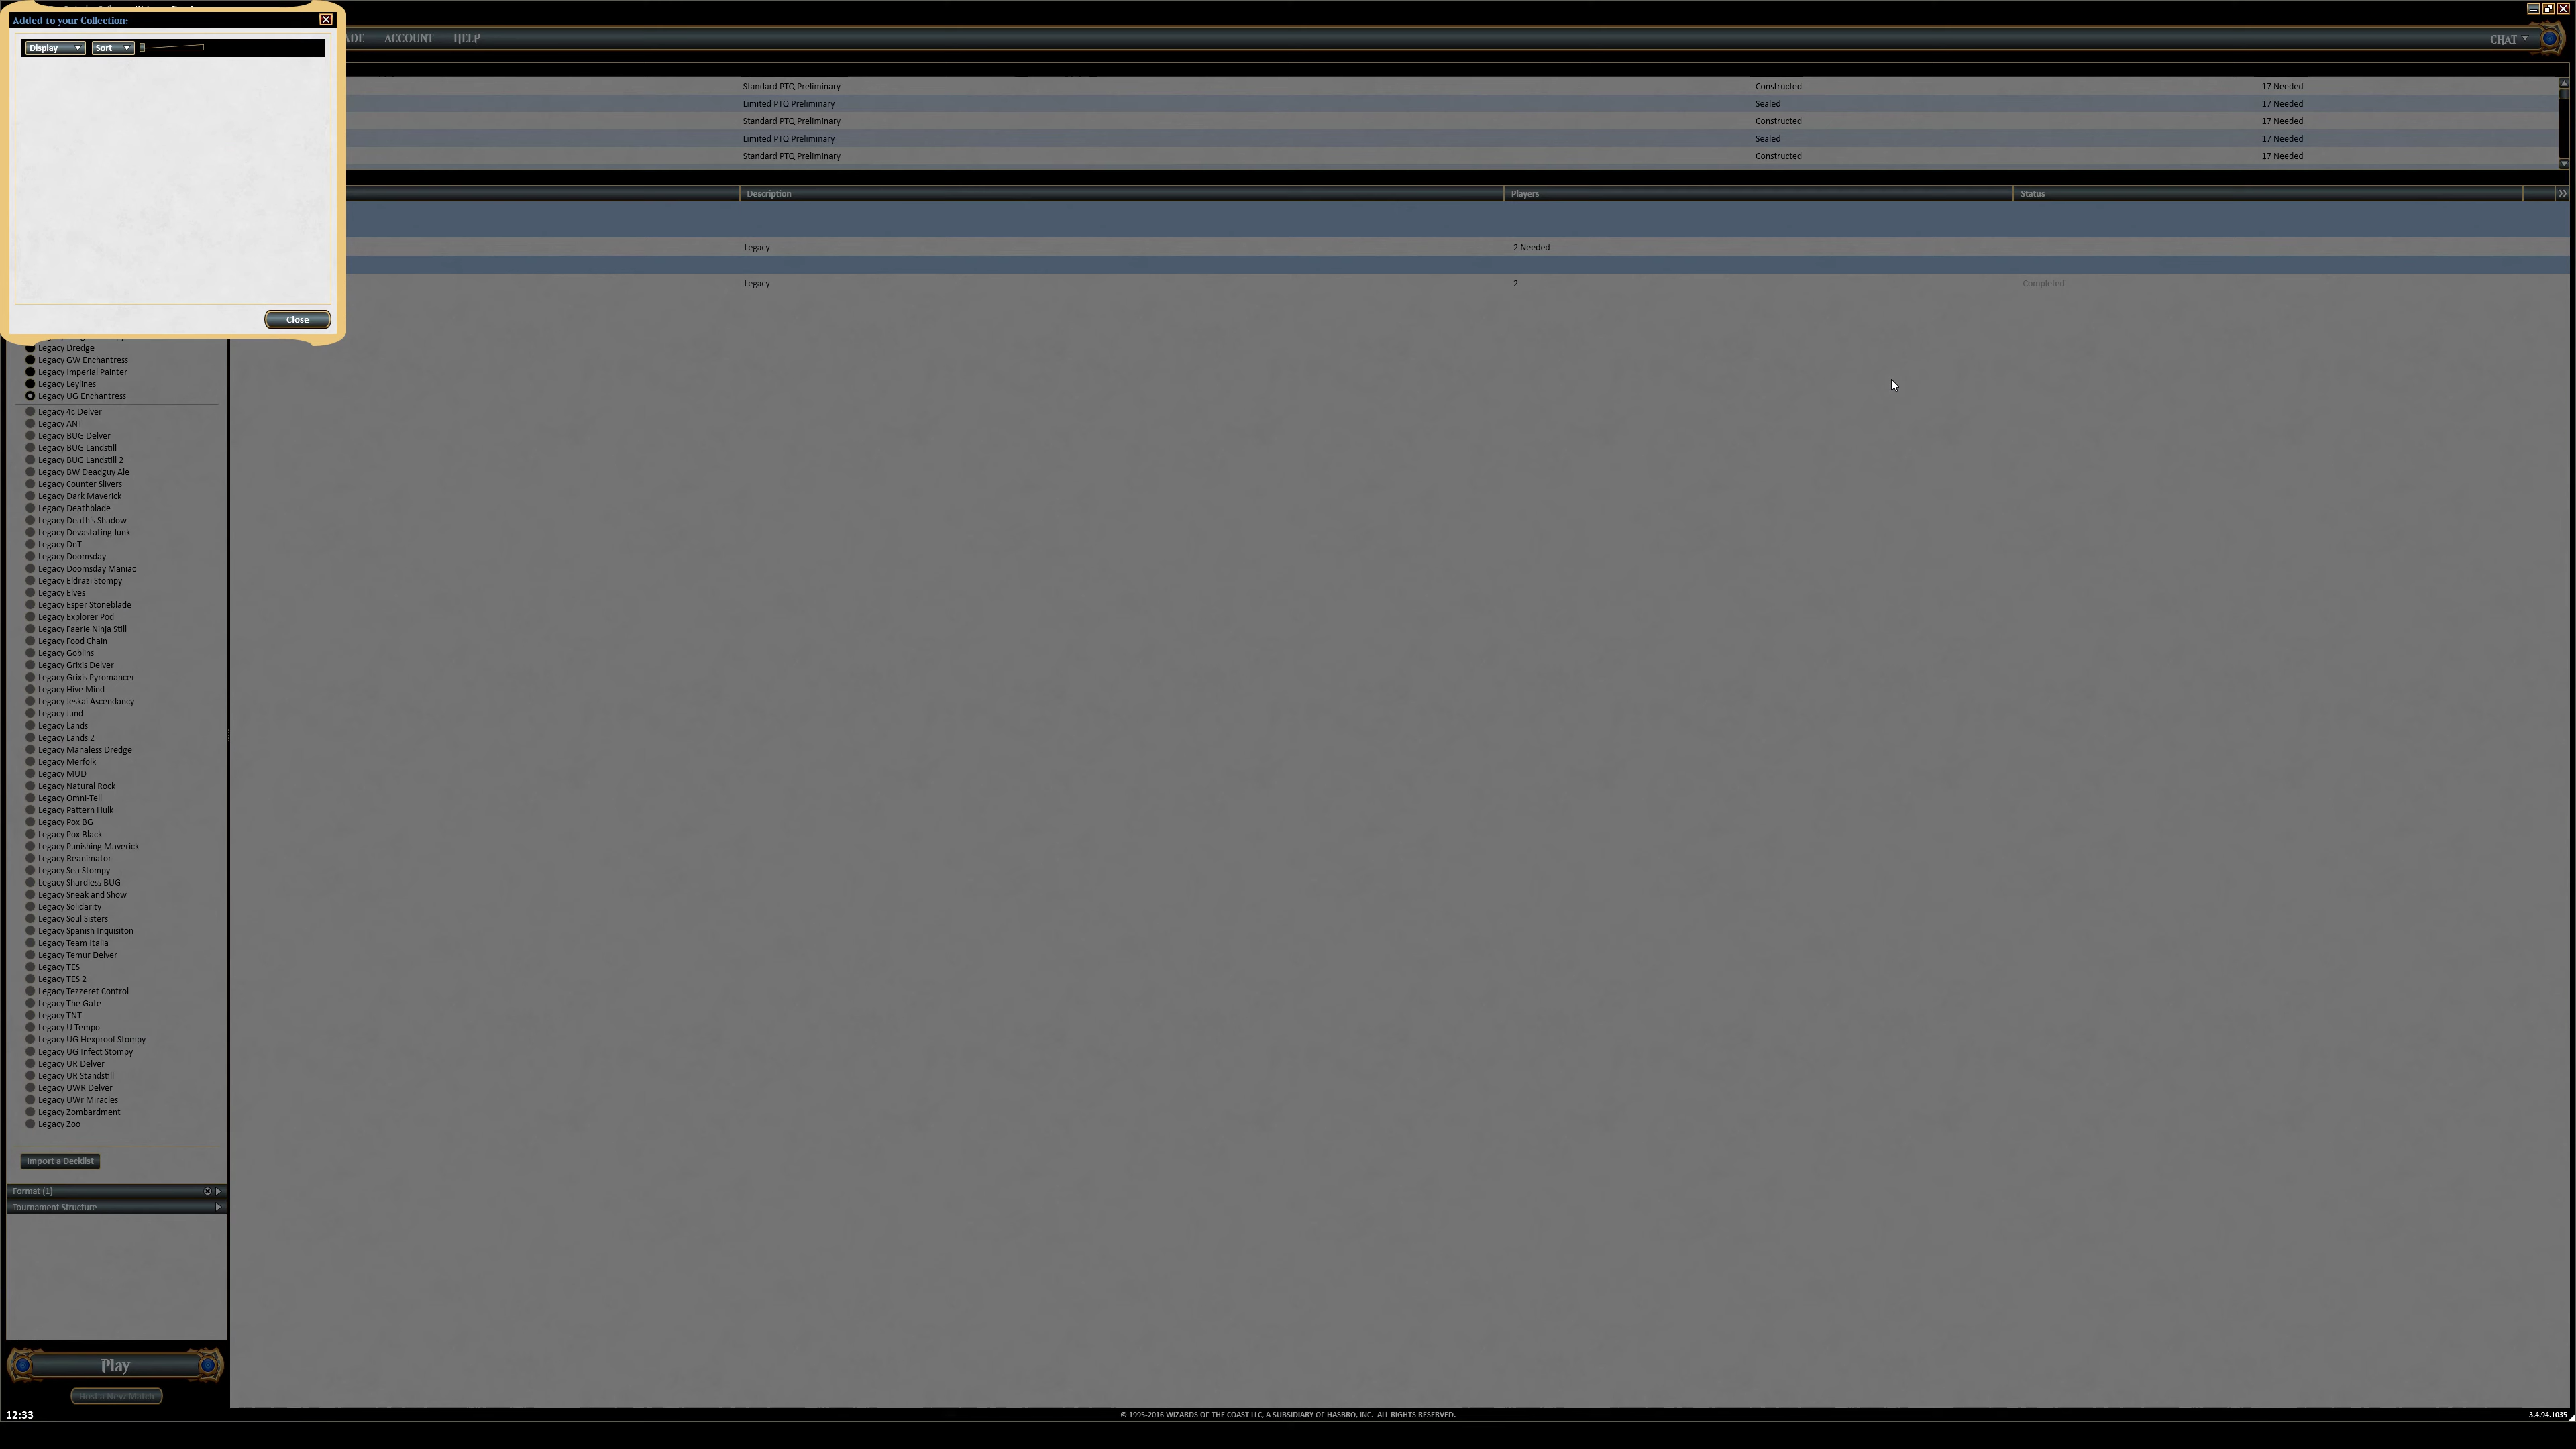 Added to your Collection:
Display Sort
Close
ACCOUNT HELP
CHAT
Standard PTQ Preliminary Constructed 17 Needed
Limited PTQ Preliminary Sealed 17 Needed
Standard PTQ Preliminary Constructed 17 Needed
Limited PTQ Preliminary Sealed 17 Needed
Standard PTQ Preliminary Constructed 17 Needed
Description Players Status
Legacy 2 Needed
Legacy 2 Completed
Legacy Dredge
Legacy GW Enchantress
Legacy Imperial Painter
Legacy Leylines
Legacy UG Enchantress
Legacy 4c Delver
Legacy ANT
Legacy BUG Delver
Legacy BUG Landstill
Legacy BUG Landstill 2
Legacy BW Deadguy Ale
Legacy Counter Slivers
Legacy Dark Maverick
Legacy Deathblade
Legacy Death's Shadow
Legacy Devastating Junk
Legacy DnT
Legacy Doomsday
Legacy Doomsday Maniac
Legacy Eldrazi Stompy
Legacy Elves
Legacy Esper Stoneblade
Legacy Explorer Pod
Legacy Faerie Ninja Still
Legacy Food Chain
Legacy Goblins
Legacy Grixis Delver
Legacy Grixis Pyromancer
Legacy Hive Mind
Legacy Jeskai Ascendancy
Legacy Jund
Legacy Lands
Legacy Lands 2
Legacy Manaless Dredge
Legacy Merfolk
Legacy MUD
Legacy Natural Rock
Legacy Omni-Tell
Legacy Pattern Hulk
Legacy Pox BG
Legacy Pox Black
Legacy Punishing Maverick
Legacy Reanimator
Legacy Sea Stompy
Legacy Shardless BUG
Legacy Sneak and Show
Legacy Solidarity
Legacy Soul Sisters
Legacy Spanish Inquisiton
Legacy Team Italia
Legacy Temur Delver
Legacy TES
Legacy TES 2
Legacy Tezzeret Control
Legacy The Gate
Legacy TNT
Legacy U Tempo
Legacy UG Hexproof Stompy
Legacy UG Infect Stompy
Legacy UR Delver
Legacy UR Standstill
Legacy UWR Delver
Legacy UWr Miracles
Legacy Zombardment
Legacy Zoo
Import a Decklist
Format (1)
Tournament Structure
Play
Host a New Match
12:33
© 1995-2016 WIZARDS OF THE COAST LLC, A SUBSIDIARY OF HASBRO, INC. ALL RIGHTS RESERVED.
3.4.94.1035